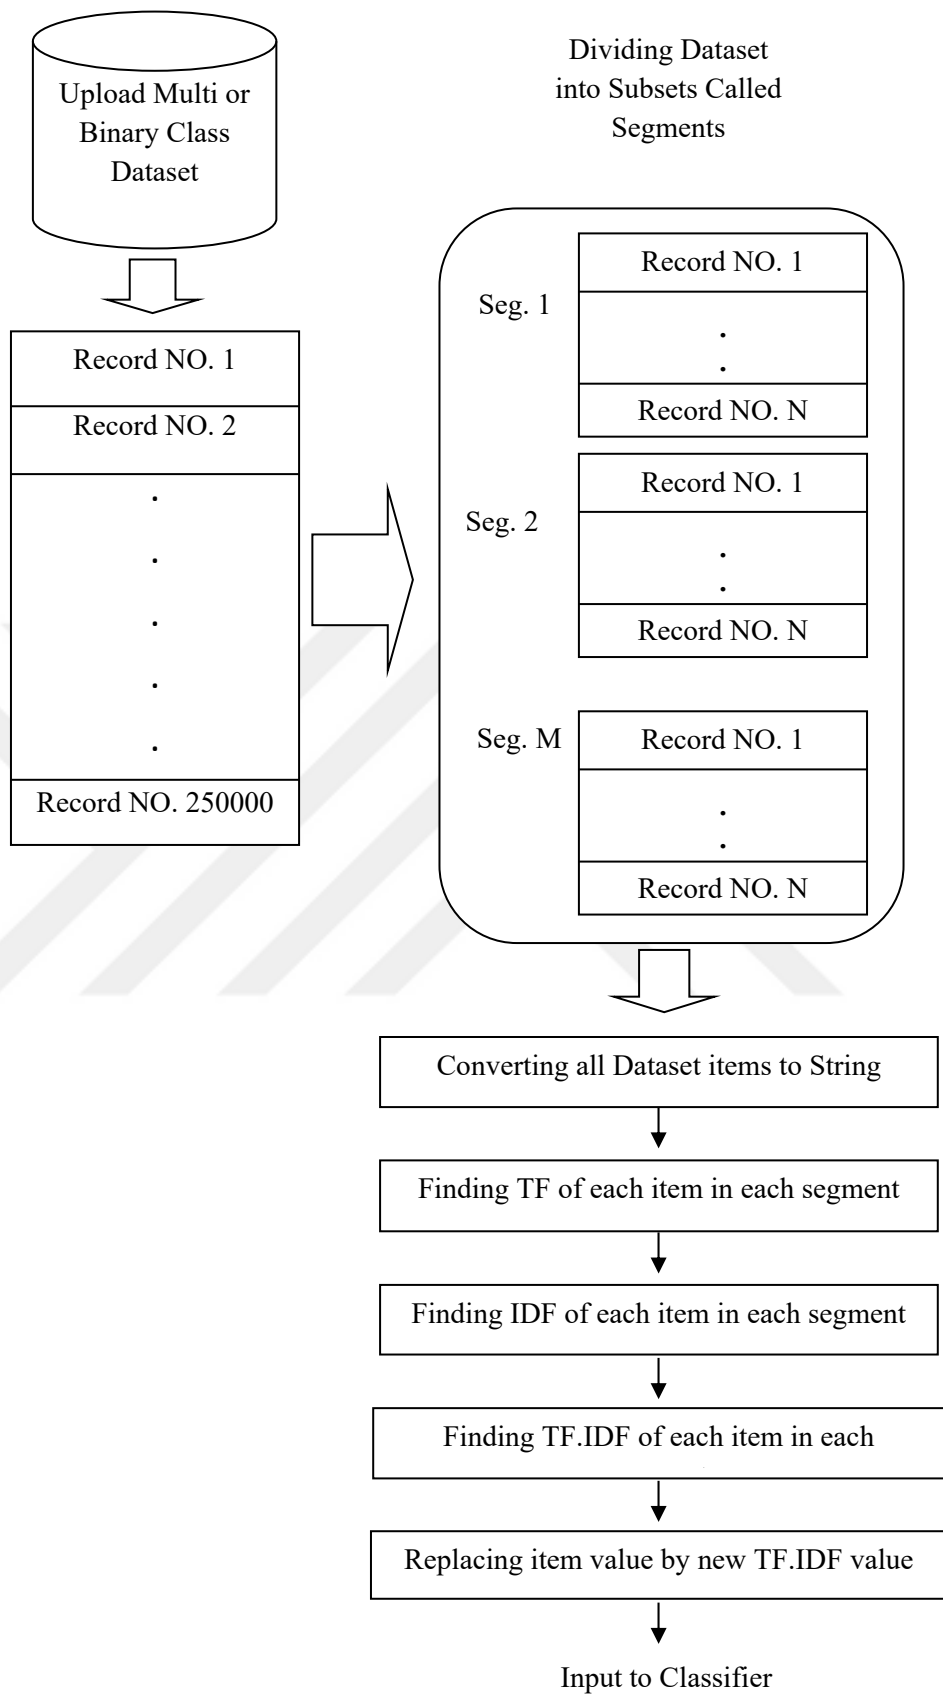 Upload Multi or
Binary Class
Dataset
Dividing Dataset
into Subsets Called
Segments
Record NO. 1
Record NO. 2
.
.
.
.
.
Record NO. 250000
Seg. 1
Record NO. 1
.
.
Record NO. N
Seg. 2
Record NO. 1
.
.
Record NO. N
Seg. M
Record NO. 1
.
.
Record NO. N
Converting all Dataset items to String
Finding TF of each item in each segment
Finding IDF of each item in each segment
Finding TF.IDF of each item in each
Replacing item value by new TF.IDF value
Input to Classifier